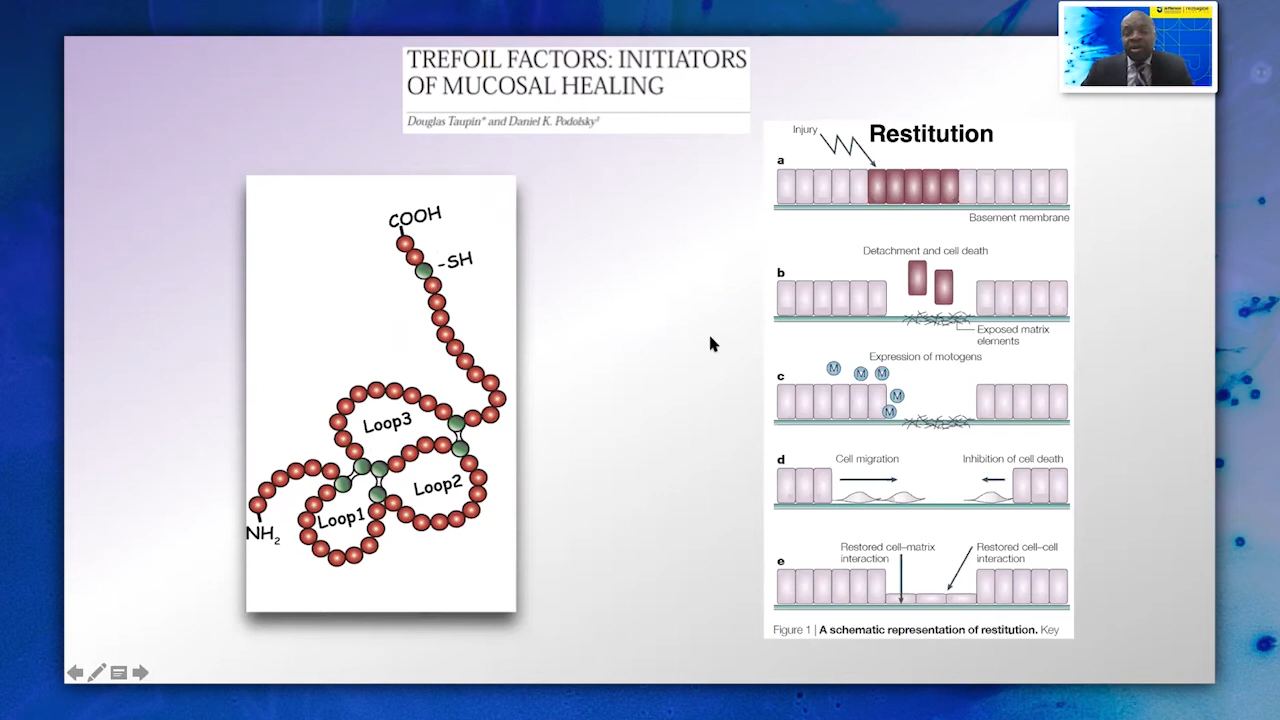 TREFOIL FACTORS: INITIATORS
OF MUCOSAL HEALING
Douglas Taupin* and Daniel K. Podolsky‡
COOH
-SH
Loop3
Loop2
Loop1
NH2
Restitution
Injury
a
Basement membrane
Detachment and cell death
b
Exposed matrix
elements
Expression of motogens
c
M
M
M
M
M
d
Cell migration
Inhibition of cell death
Restored cell–matrix
interaction
Restored cell–cell
interaction
e
Figure 1 | A schematic representation of restitution. Key